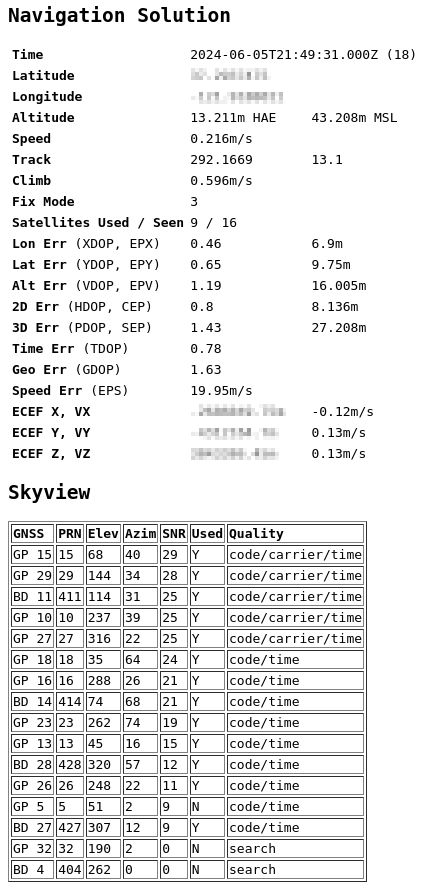 Navigation Solution
Time 2024-06-05T21:49:31.000Z (18)
Latitude
Longitude
Altitude 13.211m HAE 43.208m MSL
Speed 0.216m/s
Track 292.1669 13.1
Climb 0.596m/s
Fix Mode 3
Satellites Used / Seen 9 / 16
Lon Err (XDOP, EPX) 0.46 6.9m
Lat Err (YDOP, EPY) 0.65 9.75m
Alt Err (VDOP, EPV) 1.19 16.005m
2D Err (HDOP, CEP) 0.8 8.136m
3D Err (PDOP, SEP) 1.43 27.208m
Time Err (TDOP) 0.78
Geo Err (GDOP) 1.63
Speed Err (EPS) 19.95m/s
ECEF X, VX -0.12m/s
ECEF Y, VY 0.13m/s
ECEF Z, VZ 0.13m/s
Skyview
GNSS PRN Elev Azim SNR Used Quality
GP 15 15 68 40 29 Y code/carrier/time
GP 29 29 144 34 28 Y code/carrier/time
BD 11 411 114 31 25 Y code/carrier/time
GP 10 10 237 39 25 Y code/carrier/time
GP 27 27 316 22 25 Y code/carrier/time
GP 18 18 35 64 24 Y code/time
GP 16 16 288 26 21 Y code/time
BD 14 414 74 68 21 Y code/time
GP 23 23 262 74 19 Y code/time
GP 13 13 45 16 15 Y code/time
BD 28 428 320 57 12 Y code/time
GP 26 26 248 22 11 Y code/time
GP 5 5 51 2 9 N code/time
BD 27 427 307 12 9 Y code/time
GP 32 32 190 2 0 N search
BD 4 404 262 0 0 N search